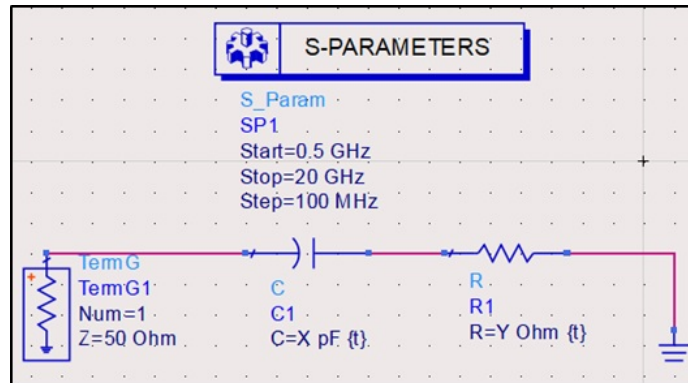 S-PARAMETERS
S_Param
SP1
Start=0.5 GHz
Stop=20 GHz
Step=100 MHz
+
TermG
TermG1
Num=1
Z=50 Ohm
C
C1
C=X pF {t}
R
R1
R=Y Ohm {t}